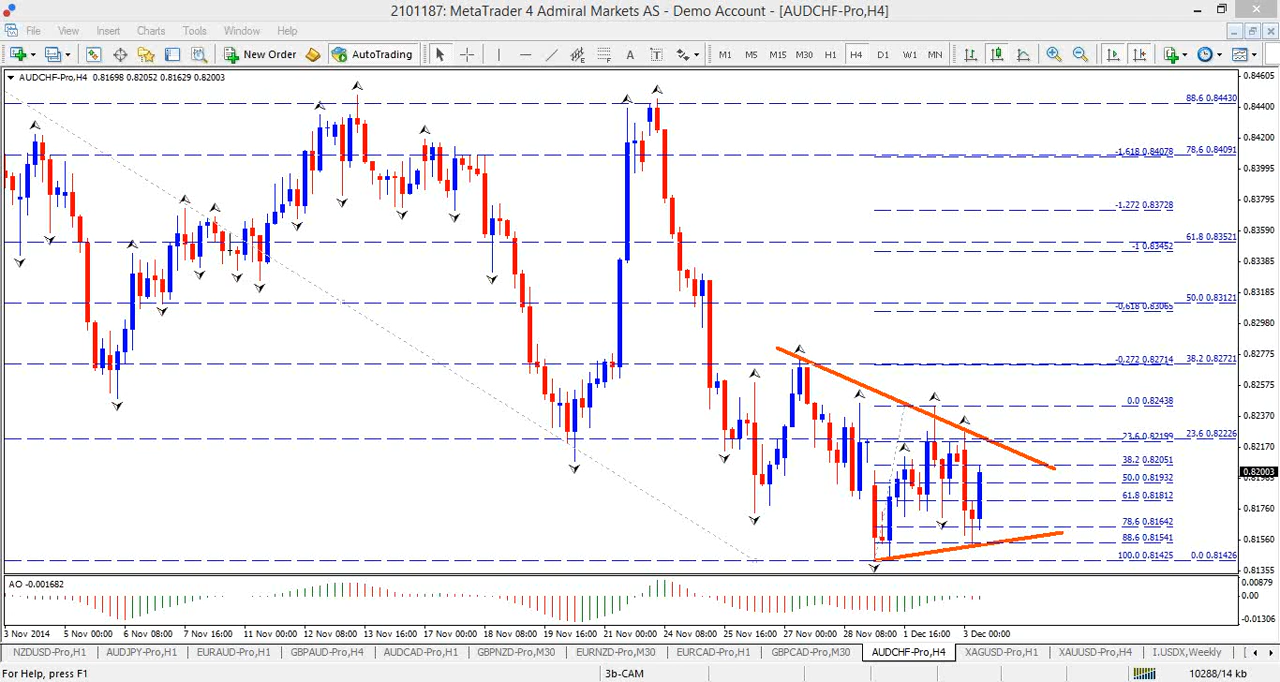 2101187: MetaTrader 4 Admiral Markets AS - Demo Account - [AUDCHF-Pro,H4]
File View Insert Charts Tools Window Help
New Order AutoTrading A T M1 M5 M15 M30 H1 H4 D1 W1 MN
AUDCHF-Pro,H4 0.81698 0.82052 0.81629 0.82003
0.84605
88.6 0.84430
0.84400
0.84200
-1.618 0.84078 78.6 0.84091
0.83995
0.83795
-1.272 0.83728
0.83590
61.8 0.83521
-1 0.83452
0.83385
0.83185
50.0 0.83121
-0.618 0.83065
0.82980
0.82775
-0.272 0.82714 38.2 0.82721
0.82575
0.0 0.82438
0.82370
23.6 0.82199 23.6 0.82226
0.82170
38.2 0.82051
0.82003
50.0 0.81932
61.8 0.81812
0.81760
78.6 0.81642
88.6 0.81541
0.81560
100.0 0.81425 0.0 0.81426
0.81355
AO -0.001682
0.00879
0.00
-0.01306
3 Nov 2014 5 Nov 00:00 6 Nov 08:00 7 Nov 16:00 11 Nov 00:00 12 Nov 08:00 13 Nov 16:00 17 Nov 00:00 18 Nov 08:00 19 Nov 16:00 21 Nov 00:00 24 Nov 08:00 25 Nov 16:00 27 Nov 00:00 28 Nov 08:00 1 Dec 16:00 3 Dec 00:00
NZDUSD-Pro,H1 AUDJPY-Pro,H1 EURAUD-Pro,H1 GBPAUD-Pro,H4 AUDCAD-Pro,H1 GBPNZD-Pro,M30 EURNZD-Pro,M30 EURCAD-Pro,H1 GBPCAD-Pro,M30 AUDCHF-Pro,H4 XAGUSD-Pro,H1 XAUUSD-Pro,H4 I.USDX,Weekly
For Help, press F1 3b-CAM 10288/14 kb